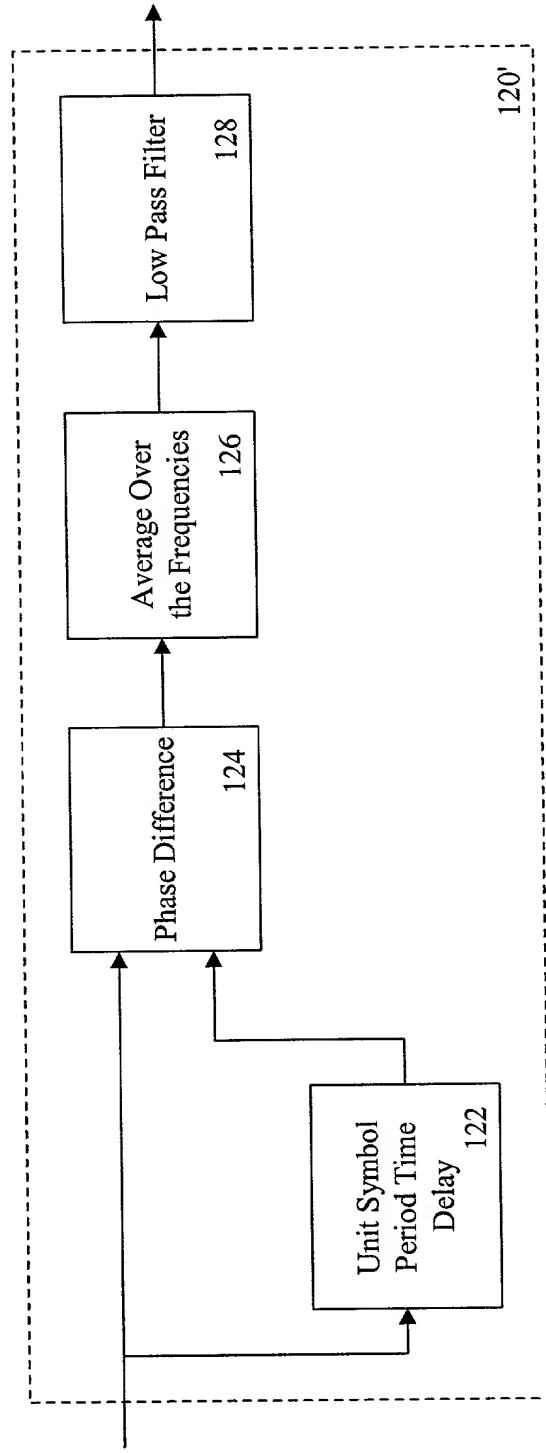 Unit Symbol
Period Time
Delay
122
Phase Difference
124
Average Over
the Frequencies
126
Low Pass Filter
128
120'